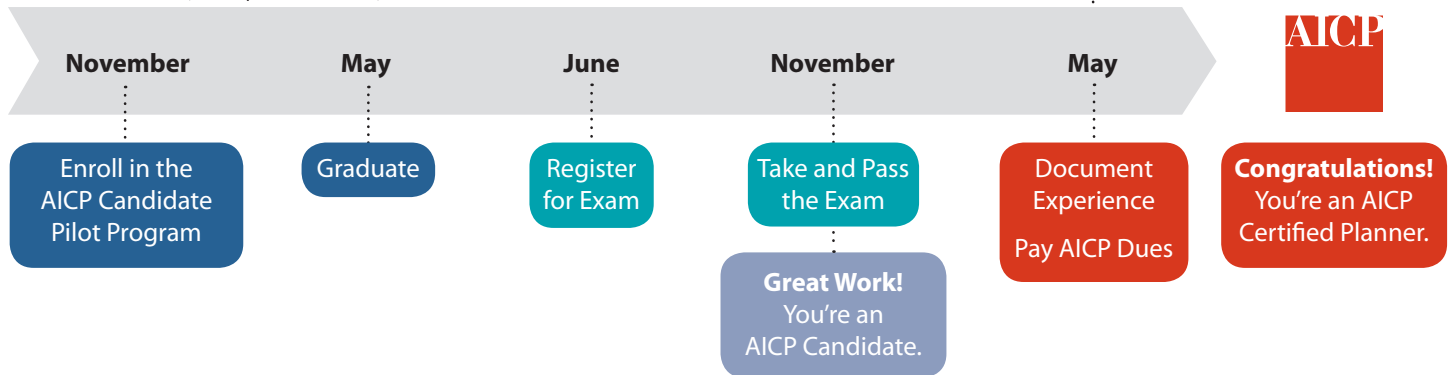 November
May
June
November
May
AICP
Enroll in the
AICP Candidate
Pilot Program
Graduate
Register
for Exam
Take and Pass
the Exam
Great Work!
You're an
AICP Candidate.
Document
Experience
Pay AICP Dues
Congratulations!
You're an AICP
Certified Planner.